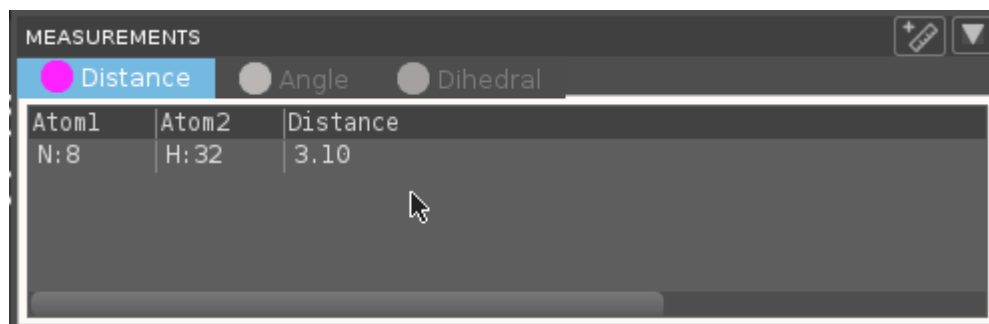 MEASUREMENTS
Distance Angle Dihedral
Atom1 Atom2 Distance
N:8 H:32 3.10